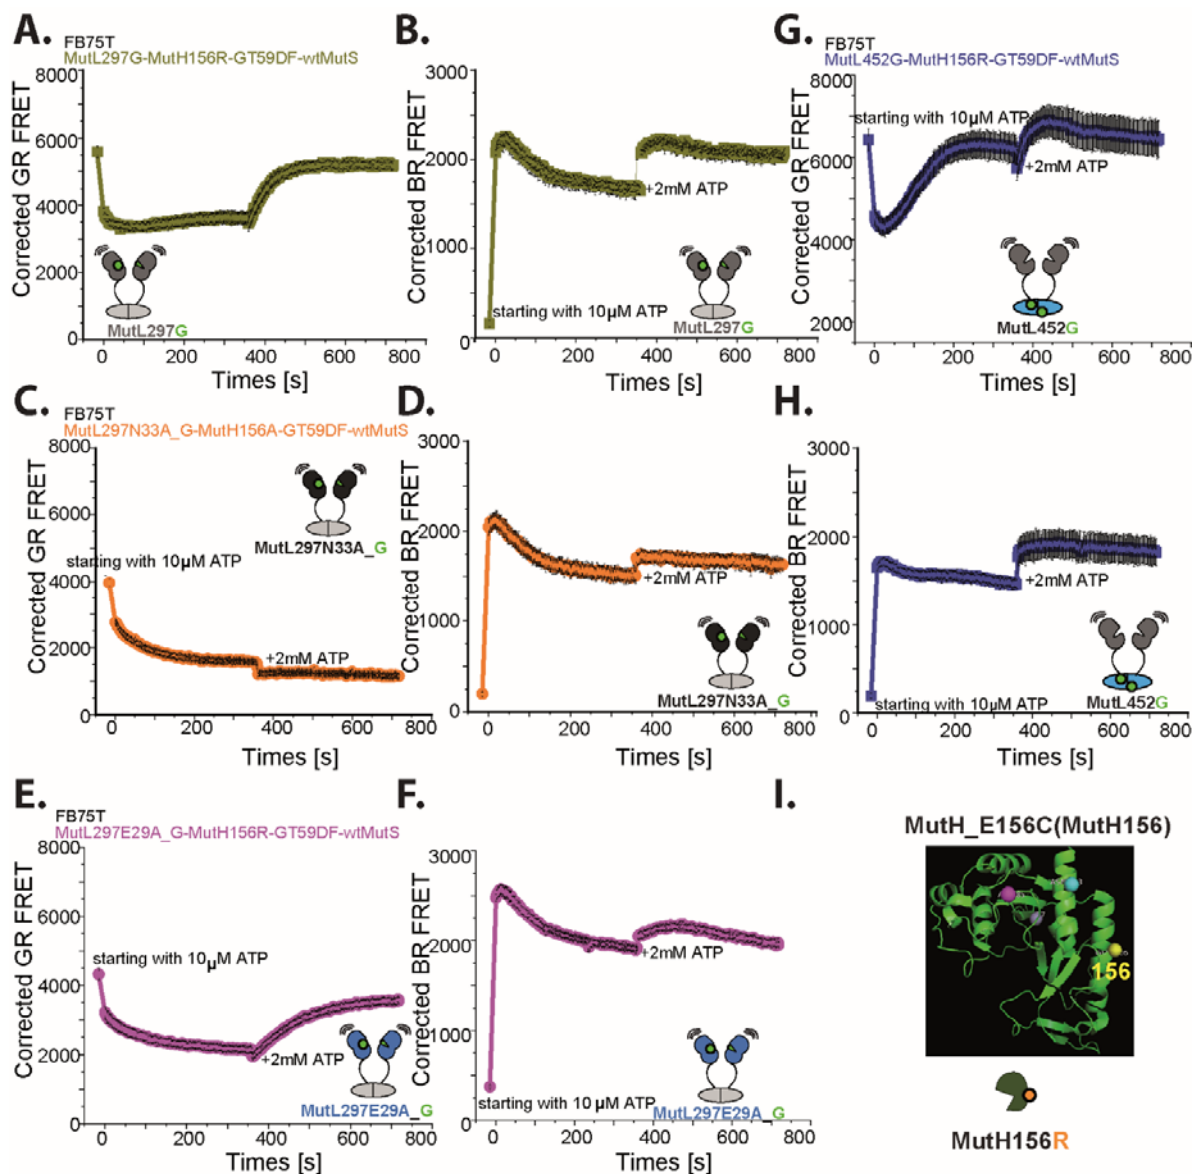 A.
FB75T
MutL297G-MutH156R-GT59DF-wtMutS
Corrected GR FRET
8000
6000
4000
2000
0
0 200 400 600 800
Times [s]
MutL297G
B.
Corrected BR FRET
3000
2000
1000
0
starting with 10µM ATP
+2mM ATP
MutL297G
0 200 400 600 800
Times [s]
G.
FB75T
MutL452G-MutH156R-GT59DF-wtMutS
Corrected GR FRET
8000
6000
4000
2000
starting with 10µM ATP
+2mM ATP
MutL452G
0 200 400 600 800
Times [s]
C.
FB75T
MutL297N33A_G-MutH156A-GT59DF-wtMutS
Corrected GR FRET
8000
6000
4000
2000
0
MutL297N33A_G
starting with 10µM ATP
+2mM ATP
0 200 400 600 800
Times [s]
D.
Corrected BR FRET
3000
2000
1500
1000
0
+2mM ATP
MutL297N33A_G
0 200 400 600 800
Times [s]
H.
Corrected BR FRET
3000
2000
1000
0
+2mM ATP
starting with 10µM ATP
MutL452G
0 200 400 600 800
Times [s]
E.
FB75T
MutL297E29A_G-MutH156R-GT59DF-wtMutS
Corrected GR FRET
8000
6000
4000
2000
0
starting with 10µM ATP
+2mM ATP
MutL297E29A_G
0 200 400 600 800
Times [s]
F.
Corrected BR FRET
3000
2000
1000
0
+2mM ATP
starting with 10 µM ATP
MutL297E29A_G
0 200 400 600 800
Times [s]
I.
MutH_E156C(MutH156)
156
MutH156R